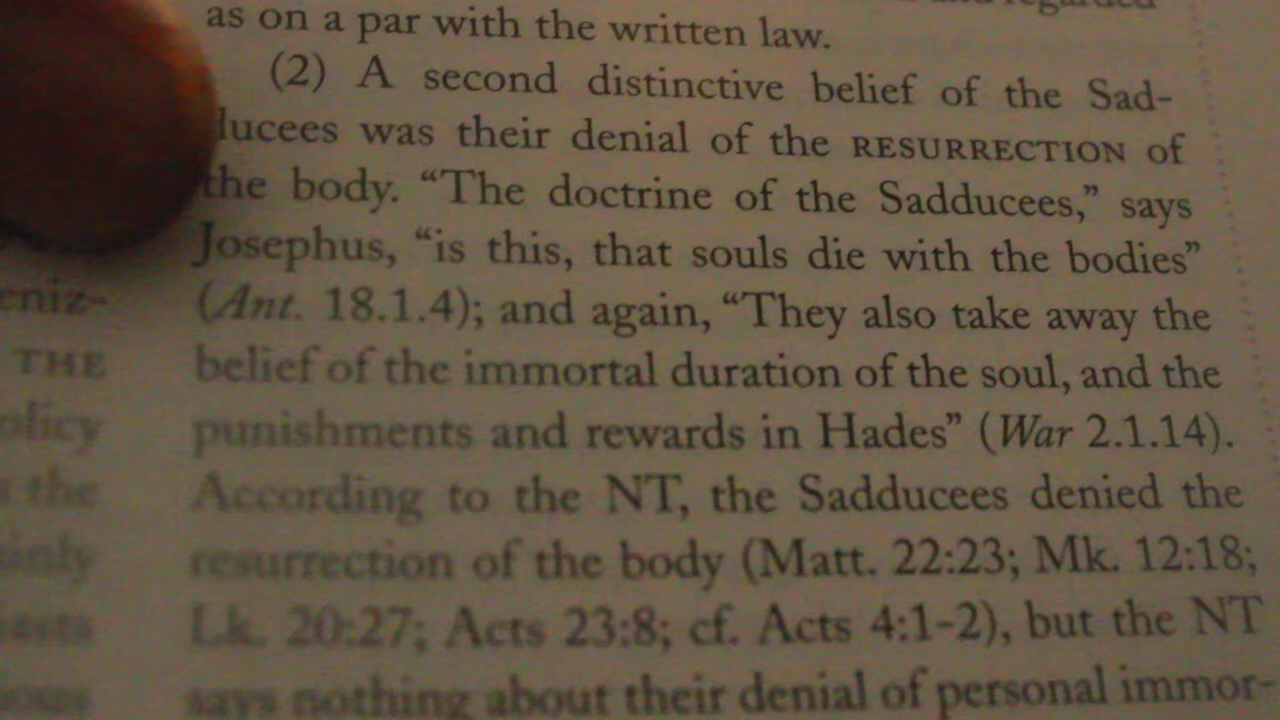 as on a par with the written law.
(2) A second distinctive belief of the Sad-
lucees was their denial of the RESURRECTION of
the body. “The doctrine of the Sadducees,” says
Josephus, “is this, that souls die with the bodies”
(Ant. 18.1.4); and again, “They also take away the
belief of the immortal duration of the soul, and the
punishments and rewards in Hades” (War 2.1.14).
According to the NT, the Sadducees denied the
resurrection of the body (Matt. 22:23; Mk. 12:18;
Lk. 20:27; Acts 23:8; cf. Acts 4:1-2), but the NT
says nothing about their denial of personal immor-
eniz-
THE
olicy
the